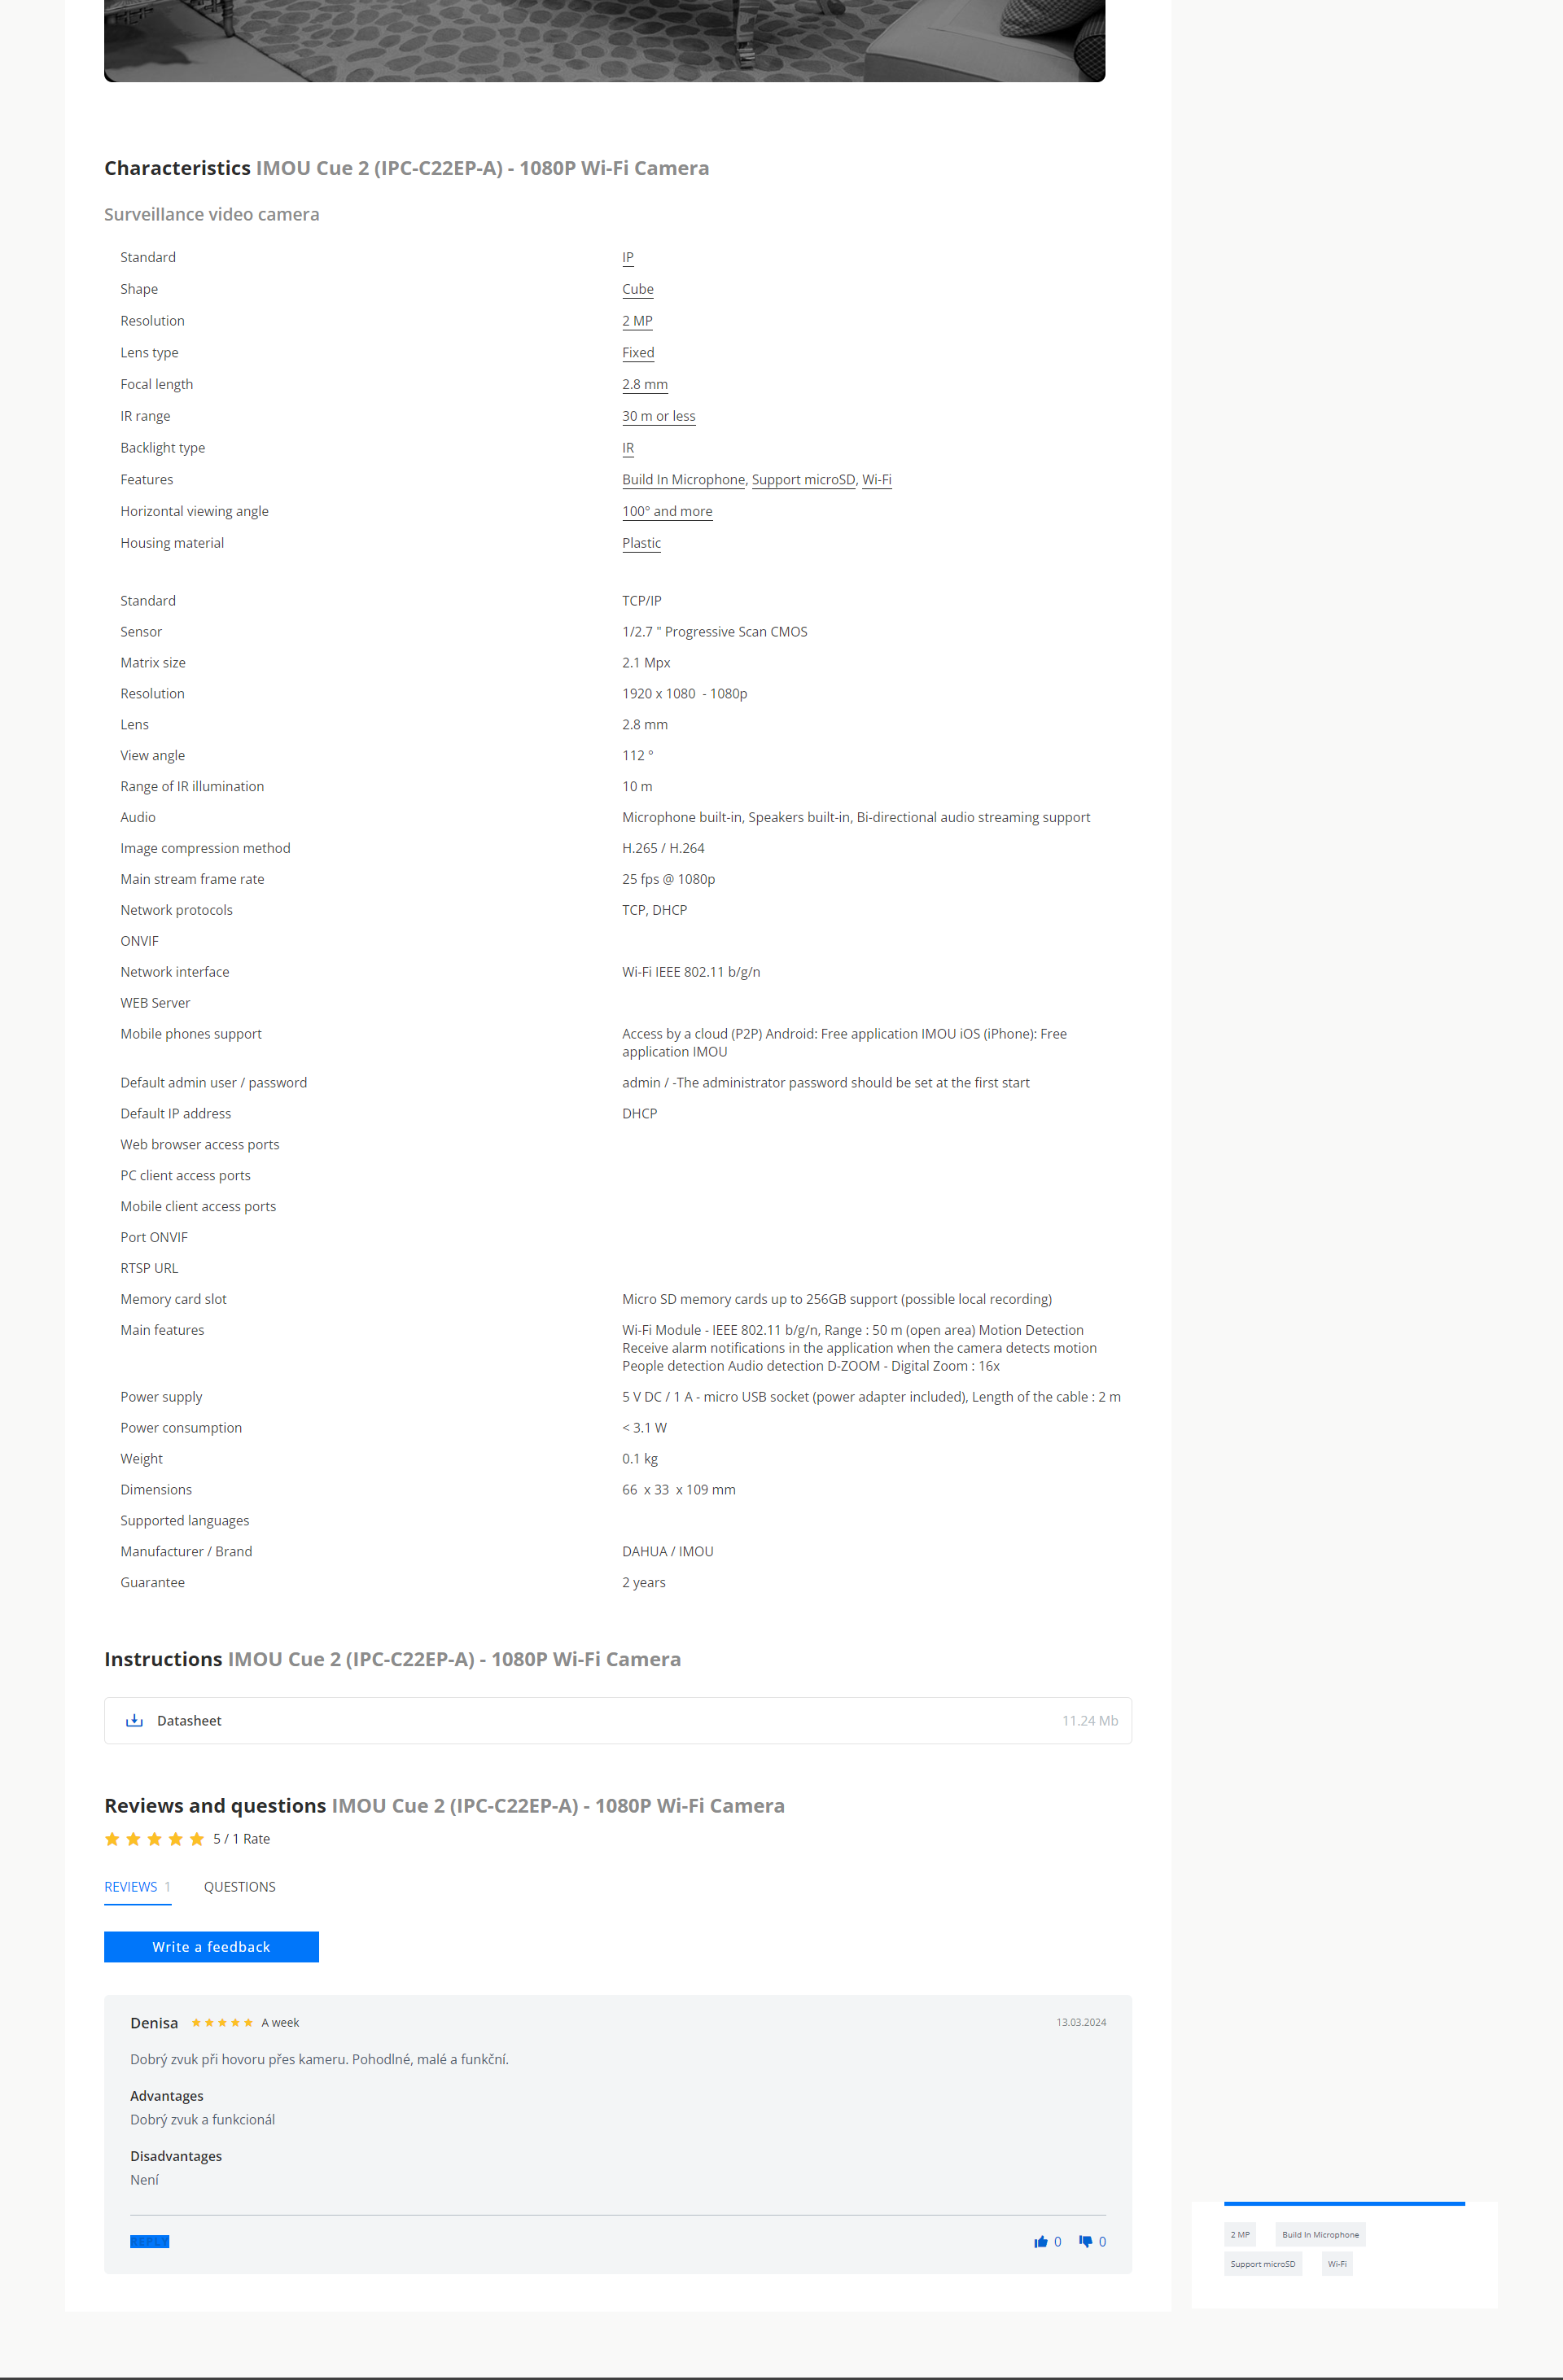 Characteristics IMOU Cue 2 (IPC-C22EP-A) - 1080P Wi-Fi Camera
Surveillance video camera
Standard IP
Shape Cube
Resolution 2 MP
Lens type Fixed
Focal length 2.8 mm
IR range 30 m or less
Backlight type IR
Features Build In Microphone, Support microSD, Wi-Fi
Horizontal viewing angle 100° and more
Housing material Plastic
Standard TCP/IP
Sensor 1/2.7 " Progressive Scan CMOS
Matrix size 2.1 Mpx
Resolution 1920 x 1080 - 1080p
Lens 2.8 mm
View angle 112 °
Range of IR illumination 10 m
Audio Microphone built-in, Speakers built-in, Bi-directional audio streaming support
Image compression method H.265 / H.264
Main stream frame rate 25 fps @ 1080p
Network protocols TCP, DHCP
ONVIF
Network interface Wi-Fi IEEE 802.11 b/g/n
WEB Server
Mobile phones support Access by a cloud (P2P) Android: Free application IMOU iOS (iPhone): Free
application IMOU
Default admin user / password admin / -The administrator password should be set at the first start
Default IP address DHCP
Web browser access ports
PC client access ports
Mobile client access ports
Port ONVIF
RTSP URL
Memory card slot Micro SD memory cards up to 256GB support (possible local recording)
Main features Wi-Fi Module - IEEE 802.11 b/g/n, Range : 50 m (open area) Motion Detection
Receive alarm notifications in the application when the camera detects motion
People detection Audio detection D-ZOOM - Digital Zoom : 16x
Power supply 5 V DC / 1 A - micro USB socket (power adapter included), Length of the cable : 2 m
Power consumption < 3.1 W
Weight 0.1 kg
Dimensions 66 x 33 x 109 mm
Supported languages
Manufacturer / Brand DAHUA / IMOU
Guarantee 2 years
Instructions IMOU Cue 2 (IPC-C22EP-A) - 1080P Wi-Fi Camera
Datasheet 11.24 Mb
Reviews and questions IMOU Cue 2 (IPC-C22EP-A) - 1080P Wi-Fi Camera
5 / 1 Rate
REVIEWS 1 QUESTIONS
Write a feedback
Denisa A week 13.03.2024
Dobrý zvuk při hovoru přes kameru. Pohodlné, malé a funkční.
Advantages
Dobrý zvuk a funkcionál
Disadvantages
Není
REPLY 0 0
2 MP Build In Microphone
Support microSD Wi-Fi